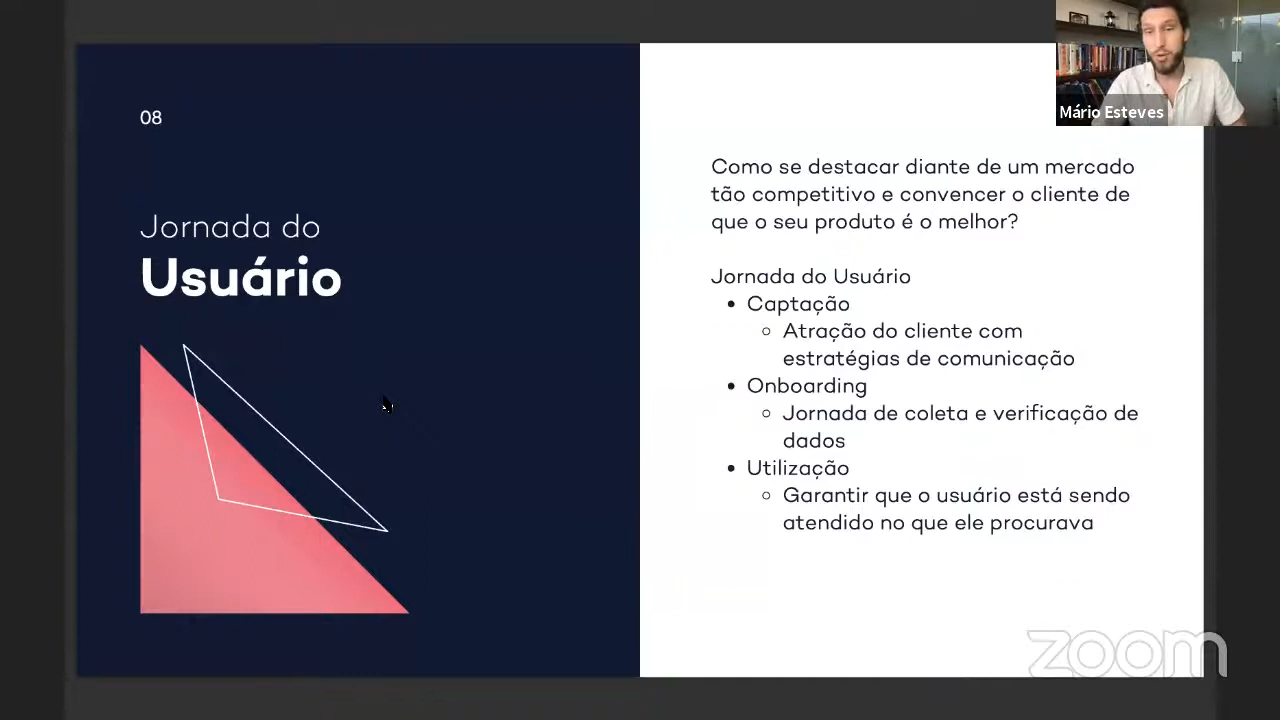 08
Jornada do
Usuário
Mário Esteves
Como se destacar diante de um mercado
tão competitivo e convencer o cliente de
que o seu produto é o melhor?
Jornada do Usuário
• Captação
○ Atração do cliente com
estratégias de comunicação
• Onboarding
○ Jornada de coleta e verificação de
dados
• Utilização
○ Garantir que o usuário está sendo
atendido no que ele procurava
zoom